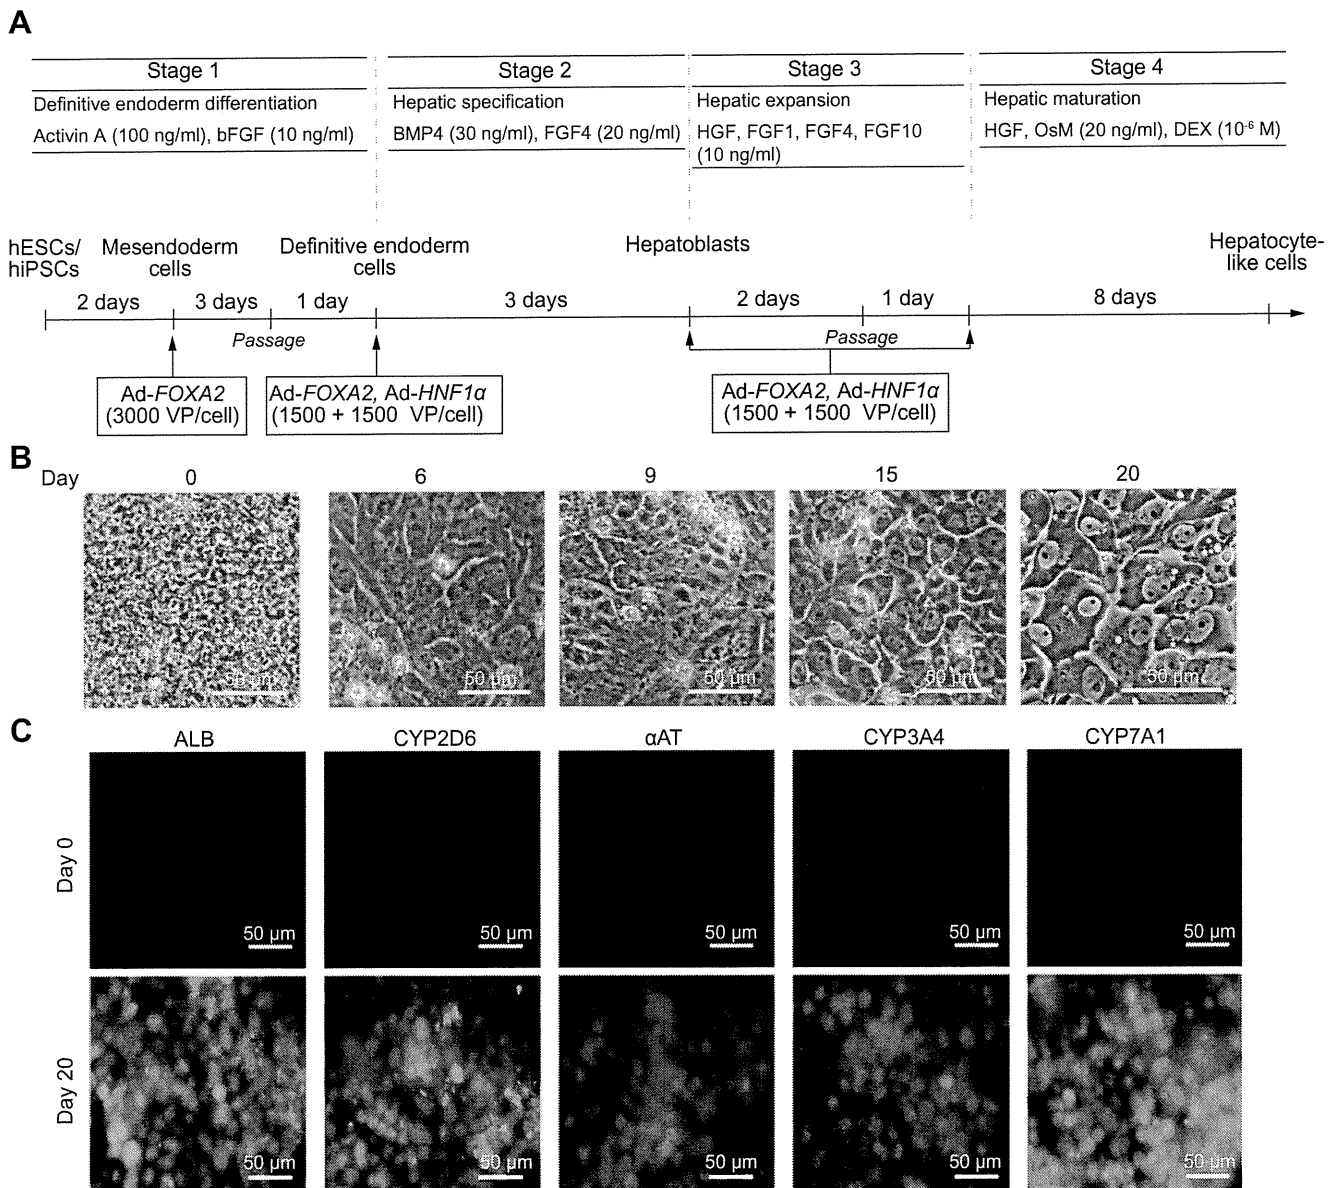 A
Stage 1
Stage 2
Stage 3
Stage 4
Definitive endoderm differentiation
Hepatic specification
Hepatic expansion
Hepatic maturation
Activin A (100 ng/ml), bFGF (10 ng/ml)
BMP4 (30 ng/ml), FGF4 (20 ng/ml)
HGF, FGF1, FGF4, FGF10
(10 ng/ml)
HGF, OsM (20 ng/ml), DEX (10⁻⁶ M)
hESCs/
hiPSCs
Mesendoderm
cells
Definitive endoderm
cells
Hepatoblasts
Hepatocyte-
like cells
2 days
3 days
1 day
3 days
2 days
1 day
8 days
Passage
Passage
Ad-FOXA2
(3000 VP/cell)
Ad-FOXA2, Ad-HNF1α
(1500 + 1500 VP/cell)
Ad-FOXA2, Ad-HNF1α
(1500 + 1500 VP/cell)
B
Day 0 6 9 15 20
50 μm
50 μm
50 μm
50 μm
50 μm
C
ALB
CYP2D6
αAT
CYP3A4
CYP7A1
Day 0
50 μm
50 μm
50 μm
50 μm
50 μm
Day 20
50 μm
50 μm
50 μm
50 μm
50 μm